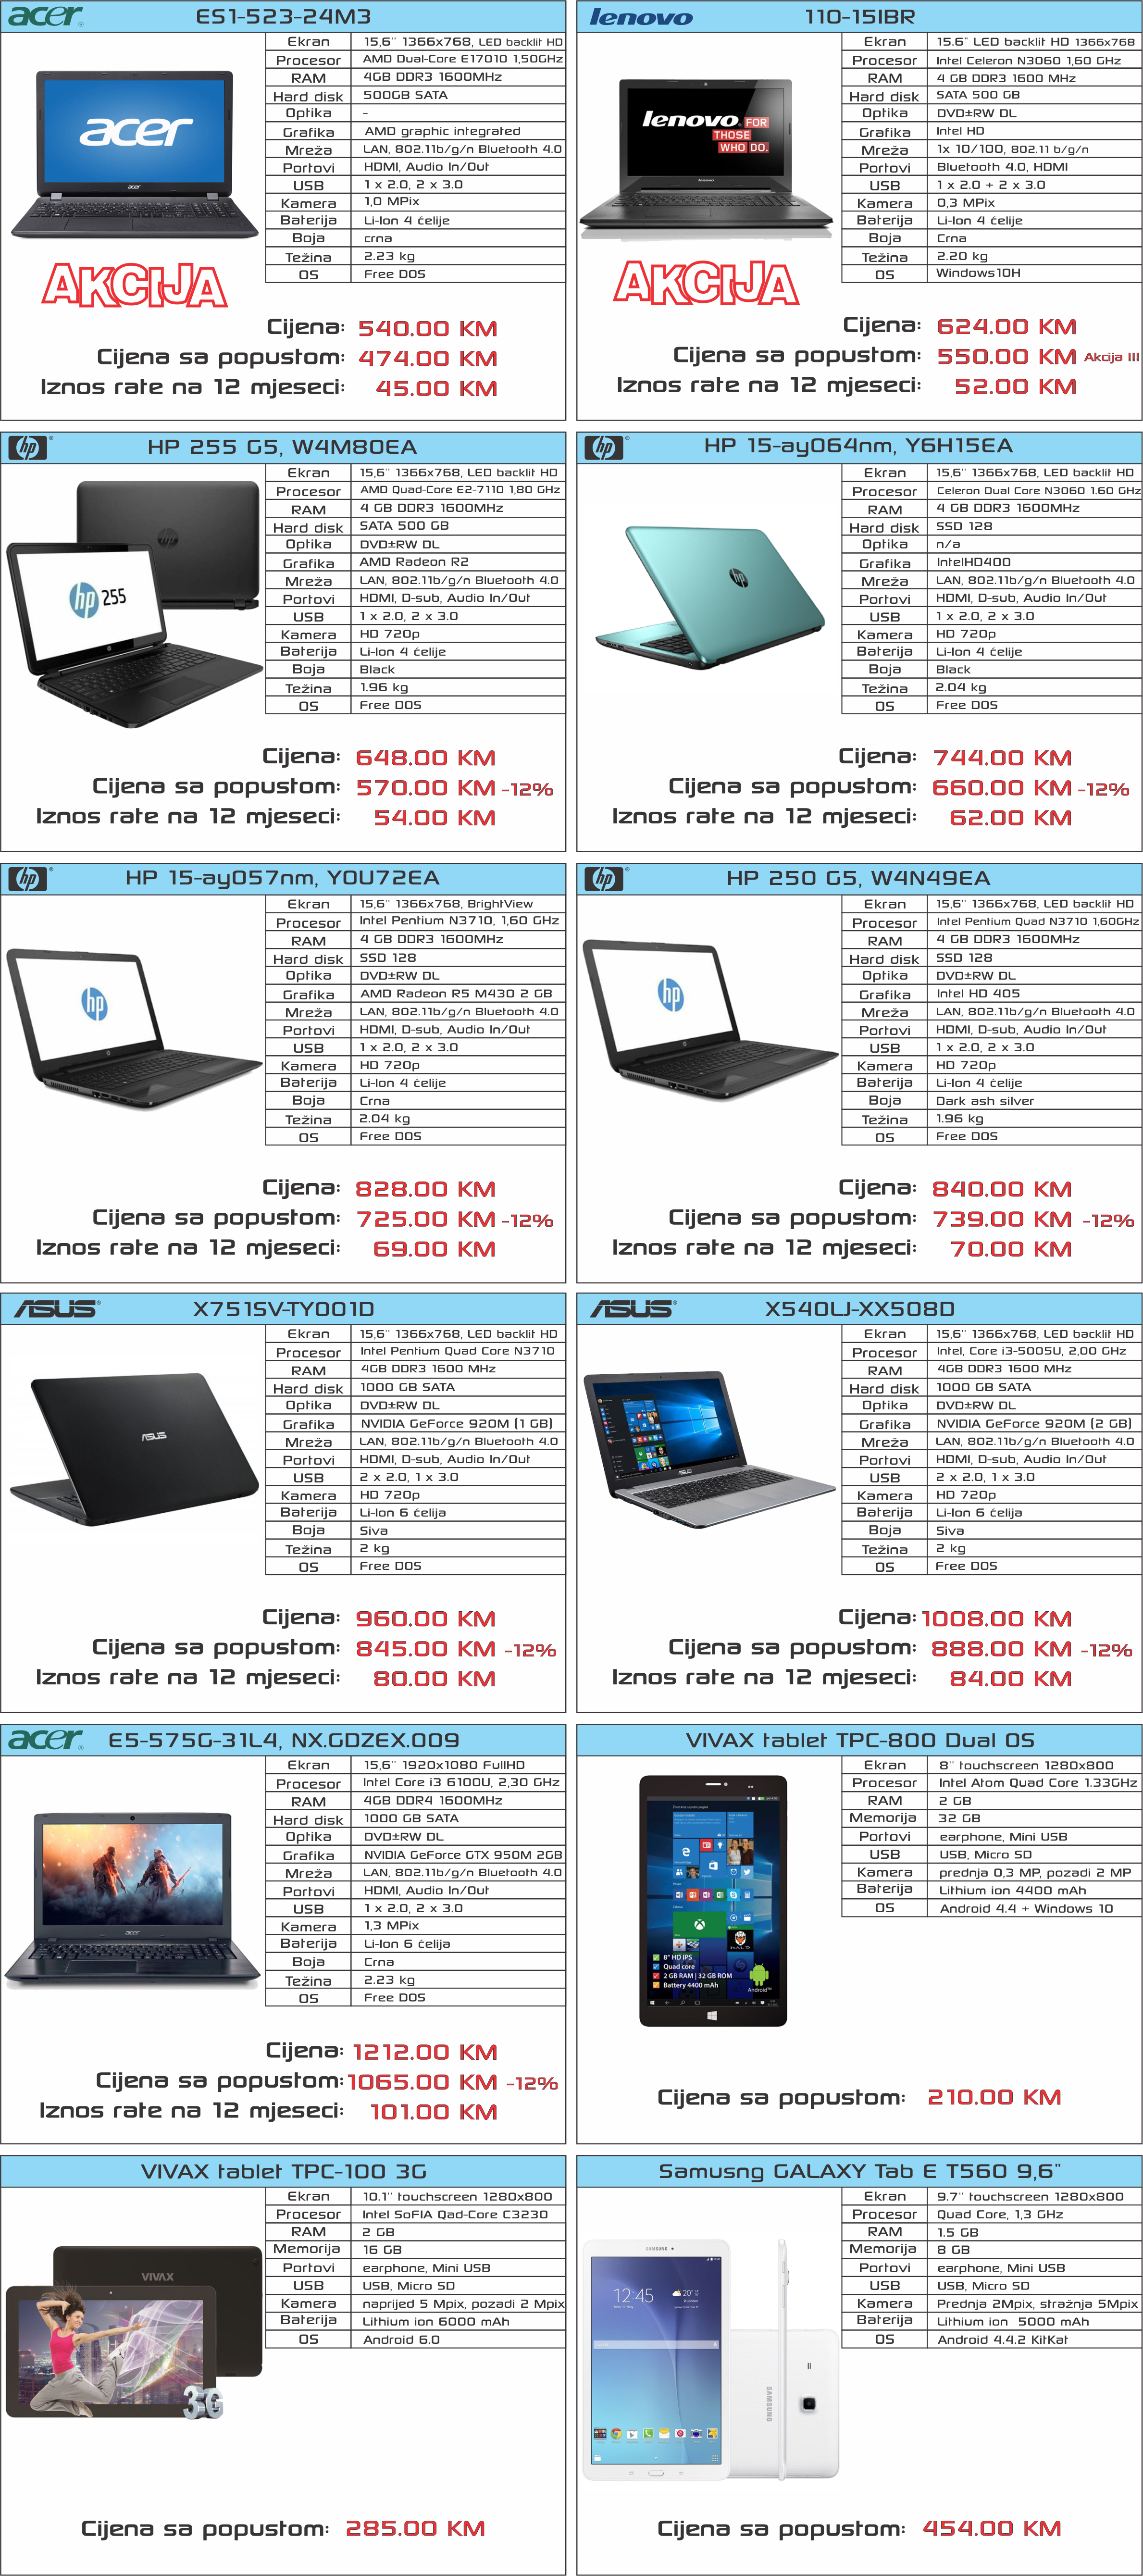 acer
ES1-523-24M3
Ekran 15,6'' 1366x768, LED backlit HD
Procesor AMD Dual-Core E17010 1,50GHz
RAM 4GB DDR3 1600MHz
Hard disk 500GB SATA
Optika -
Grafika AMD graphic integrated
Mreža LAN, 802.11b/g/n Bluetooth 4.0
Portovi HDMI, Audio In/Out
USB 1 x 2.0, 2 x 3.0
Kamera 1,0 MPix
Baterija Li-Ion 4 ćelije
Boja crna
Težina 2.23 kg
OS Free DOS
acer
acer
AKCIJA
Cijena: 540.00 KM
Cijena sa popustom: 474.00 KM
Iznos rate na 12 mjeseci: 45.00 KM
lenovo
110-15IBR
Ekran 15.6" LED backlit HD 1366x768
Procesor Intel Celeron N3060 1,60 GHz
RAM 4 GB DDR3 1600 MHz
Hard disk SATA 500 GB
Optika DVD±RW DL
Grafika Intel HD
Mreža 1x 10/100, 802.11 b/g/n
Portovi Bluetooth 4.0, HDMI
USB 1 x 2.0 + 2 x 3.0
Kamera 0,3 MPix
Baterija Li-Ion 4 ćelije
Boja Crna
Težina 2.20 kg
OS Windows10H
lenovo FOR
THOSE
WHO DO.
AKCIJA
Cijena: 624.00 KM
Cijena sa popustom: 550.00 KM Akcija III
Iznos rate na 12 mjeseci: 52.00 KM
hp
HP 255 G5, W4M80EA
Ekran 15,6'' 1366x768, LED backlit HD
Procesor AMD Quad-Core E2-7110 1,80 GHz
RAM 4 GB DDR3 1600MHz
Hard disk SATA 500 GB
Optika DVD±RW DL
Grafika AMD Radeon R2
Mreža LAN, 802.11b/g/n Bluetooth 4.0
Portovi HDMI, D-sub, Audio In/Out
USB 1 x 2.0, 2 x 3.0
Kamera HD 720p
Baterija Li-Ion 4 ćelije
Boja Black
Težina 1.96 kg
OS Free DOS
hp 255
Cijena: 648.00 KM
Cijena sa popustom: 570.00 KM -12%
Iznos rate na 12 mjeseci: 54.00 KM
hp
HP 15-ay064nm, Y6H15EA
Ekran 15,6'' 1366x768, LED backlit HD
Procesor Celeron Dual Core N3060 1.60 GHz
RAM 4 GB DDR3 1600MHz
Hard disk SSD 128
Optika n/a
Grafika IntelHD400
Mreža LAN, 802.11b/g/n Bluetooth 4.0
Portovi HDMI, D-sub, Audio In/Out
USB 1 x 2.0, 2 x 3.0
Kamera HD 720p
Baterija Li-Ion 4 ćelije
Boja Black
Težina 2.04 kg
OS Free DOS
hp
Cijena: 744.00 KM
Cijena sa popustom: 660.00 KM -12%
Iznos rate na 12 mjeseci: 62.00 KM
hp
HP 15-ay057nm, Y0U72EA
Ekran 15,6'' 1366x768, BrightView
Procesor Intel Pentium N3710, 1,60 GHz
RAM 4 GB DDR3 1600MHz
Hard disk SSD 128
Optika DVD±RW DL
Grafika AMD Radeon R5 M430 2 GB
Mreža LAN, 802.11b/g/n Bluetooth 4.0
Portovi HDMI, D-sub, Audio In/Out
USB 1 x 2.0, 2 x 3.0
Kamera HD 720p
Baterija Li-Ion 4 ćelije
Boja Crna
Težina 2.04 kg
OS Free DOS
hp
Cijena: 828.00 KM
Cijena sa popustom: 725.00 KM -12%
Iznos rate na 12 mjeseci: 69.00 KM
hp
HP 250 G5, W4N49EA
Ekran 15,6'' 1366x768, LED backlit HD
Procesor Intel Pentium Quad N3710 1,60GHz
RAM 4 GB DDR3 1600MHz
Hard disk SSD 128
Optika DVD±RW DL
Grafika Intel HD 405
Mreža LAN, 802.11b/g/n Bluetooth 4.0
Portovi HDMI, D-sub, Audio In/Out
USB 1 x 2.0, 2 x 3.0
Kamera HD 720p
Baterija Li-Ion 4 ćelije
Boja Dark ash silver
Težina 1.96 kg
OS Free DOS
hp
Cijena: 840.00 KM
Cijena sa popustom: 739.00 KM -12%
Iznos rate na 12 mjeseci: 70.00 KM
ASUS
X751SV-TY001D
Ekran 15,6'' 1366x768, LED backlit HD
Procesor Intel Pentium Quad Core N3710
RAM 4GB DDR3 1600 MHz
Hard disk 1000 GB SATA
Optika DVD±RW DL
Grafika NVIDIA GeForce 920M (1 GB)
Mreža LAN, 802.11b/g/n Bluetooth 4.0
Portovi HDMI, D-sub, Audio In/Out
USB 2 x 2.0, 1 x 3.0
Kamera HD 720p
Baterija Li-Ion 6 ćelija
Boja Siva
Težina 2 kg
OS Free DOS
ASUS
Cijena: 960.00 KM
Cijena sa popustom: 845.00 KM -12%
Iznos rate na 12 mjeseci: 80.00 KM
ASUS
X540LJ-XX508D
Ekran 15,6'' 1366x768, LED backlit HD
Procesor Intel, Core i3-5005U, 2,00 GHz
RAM 4GB DDR3 1600 MHz
Hard disk 1000 GB SATA
Optika DVD±RW DL
Grafika NVIDIA GeForce 920M (2 GB)
Mreža LAN, 802.11b/g/n Bluetooth 4.0
Portovi HDMI, D-sub, Audio In/Out
USB 2 x 2.0, 1 x 3.0
Kamera HD 720p
Baterija Li-Ion 6 ćelija
Boja Siva
Težina 2 kg
OS Free DOS
Cijena: 1008.00 KM
Cijena sa popustom: 888.00 KM -12%
Iznos rate na 12 mjeseci: 84.00 KM
acer
E5-575G-31L4, NX.GDZEX.009
Ekran 15,6'' 1920x1080 FullHD
Procesor Intel Core i3 6100U, 2,30 GHz
RAM 4GB DDR4 1600MHz
Hard disk 1000 GB SATA
Optika DVD±RW DL
Grafika NVIDIA GeForce GTX 950M 2GB
Mreža LAN, 802.11b/g/n Bluetooth 4.0
Portovi HDMI, Audio In/Out
USB 1 x 2.0, 2 x 3.0
Kamera 1,3 MPix
Baterija Li-Ion 6 ćelija
Boja Crna
Težina 2.23 kg
OS Free DOS
acer
Cijena: 1212.00 KM
Cijena sa popustom: 1065.00 KM -12%
Iznos rate na 12 mjeseci: 101.00 KM
VIVAX tablet TPC-800 Dual OS
Ekran 8'' touchscreen 1280x800
Procesor Intel Atom Quad Core 1.33GHz
RAM 2 GB
Memorija 32 GB
Portovi earphone, Mini USB
USB USB, Micro SD
Kamera prednja 0,3 MP, pozadi 2 MP
Baterija Lithium ion 4400 mAh
OS Android 4.4 + Windows 10
8" HD IPS
Quad core
2 GB RAM | 32 GB ROM
Battery 4400 mAh
Android™
Cijena sa popustom: 210.00 KM
VIVAX tablet TPC-100 3G
Ekran 10.1'' touchscreen 1280x800
Procesor Intel SoFIA Qad-Core C3230
RAM 2 GB
Memorija 16 GB
Portovi earphone, Mini USB
USB USB, Micro SD
Kamera naprijed 5 Mpix, pozadi 2 Mpix
Baterija Lithium ion 6000 mAh
OS Android 6.0
VIVAX
3G
Cijena sa popustom: 285.00 KM
Samusng GALAXY Tab E T560 9,6"
Ekran 9.7'' touchscreen 1280x800
Procesor Quad Core, 1,3 GHz
RAM 1.5 GB
Memorija 8 GB
Portovi earphone, Mini USB
USB USB, Micro SD
Kamera Prednja 2Mpix, stražnja 5Mpix
Baterija Lithium ion 5000 mAh
OS Android 4.4.2 KitKat
SAMSUNG
12:45
20°
SAMSUNG
Cijena sa popustom: 454.00 KM